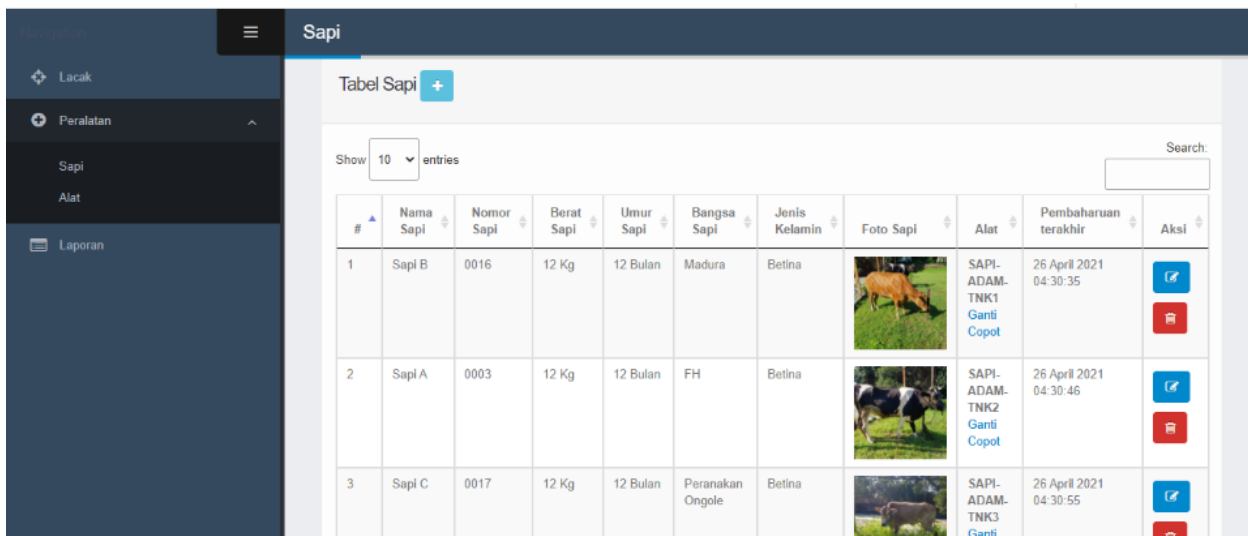 Navigation
Sapi
Lacak
Tabel Sapi +
Peralatan
Show 10 entries
Search:
Sapi
Alat
Laporan
# Nama Sapi Nomor Sapi Berat Sapi Umur Sapi Bangsa Sapi Jenis Kelamin Foto Sapi Alat Pembaharuan terakhir Aksi
1 Sapi B 0016 12 Kg 12 Bulan Madura Betina SAPI-ADAM-TNK1 Ganti Copot 26 April 2021 04:30:35
2 Sapi A 0003 12 Kg 12 Bulan FH Betina SAPI-ADAM-TNK2 Ganti Copot 26 April 2021 04:30:46
3 Sapi C 0017 12 Kg 12 Bulan Peranakan Ongole Betina SAPI-ADAM-TNK3 Ganti 26 April 2021 04:30:55